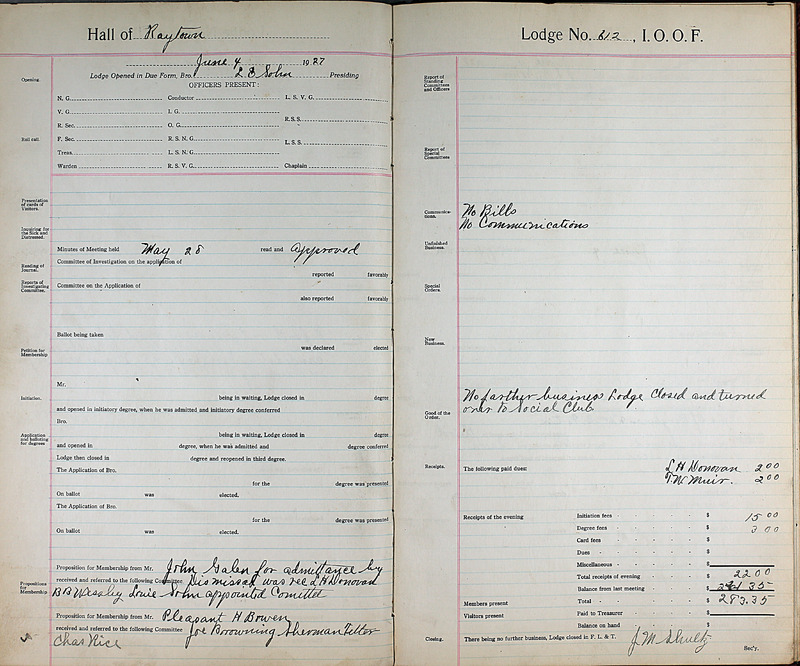 Hall of Raytown
June 4 1927
Lodge Opened in Due Form, Bro. L E Sohn Presiding
Opening.
OFFICERS PRESENT:
N. G. Conductor L. S. V. G.
V. G. I. G.
R.S.S.
R. Sec. O. G.
Roll call.
F. Sec. R. S. N. G.
L.S.S.
Treas. L. S. N. G.
Warden R. S. V. G. Chaplain
Presentation of cards of Visitors.
Inquiring for the Sick and Distressed.
Minutes of Meeting held May 28 read and Approved
Reading of Journal.
Committee of Investigation on the application of
reported favorably
Reports of Investigating Committee.
Committee on the Application of
also reported favorably
Ballot being taken
was declared elected
Petition for Membership
Mr.
Initiation.
being in waiting, Lodge closed in degree
and opened in initiatory degree, when he was admitted and initiatory degree conferred
Bro.
Application and balloting for degrees
being in waiting, Lodge closed in degree
and opened in degree, when he was admitted and degree conferred
Lodge then closed in degree and reopened in third degree.
The Application of Bro.
for the degree was presented
On ballot was elected.
The Application of Bro.
for the degree was presented
On ballot was elected.
Proposition for Membership from Mr. John Galen for admittance by
received and referred to the following Committee Dismissal was rec L H Donovan
Propositions for Membership
B B Wessley Louie Sohn appointed
Proposition for Membership from Mr. Pleasant H Bowen
received and referred to the following Committee Joe Browning Sherman
Chas Rice
Lodge No. 612, I. O. O. F.
Report of Standing Committees and Officers
Report of Special Committees
Communications.
No Bills
No Communications
Unfinished Business.
Special Orders.
New Business.
Good of the Order.
No farther business Lodge Closed and turned
over to Social Club
Receipts.
The following paid dues: L H Donovan 2 00
T. M Muir. 2 00
Receipts of the evening Initiation fees $ 15 00
Degree fees $ 3 00
Card fees $
Dues $
Miscellaneous $
Total receipts of evening $ 22 00
Balance from last meeting $ 261 35
Members present Total $ 283.35
Visitors present Paid to Treasurer $
Balance on hand $
Closing.
There being no further business, Lodge closed in F. L. & T. J. M. Shultz
Sec'y.